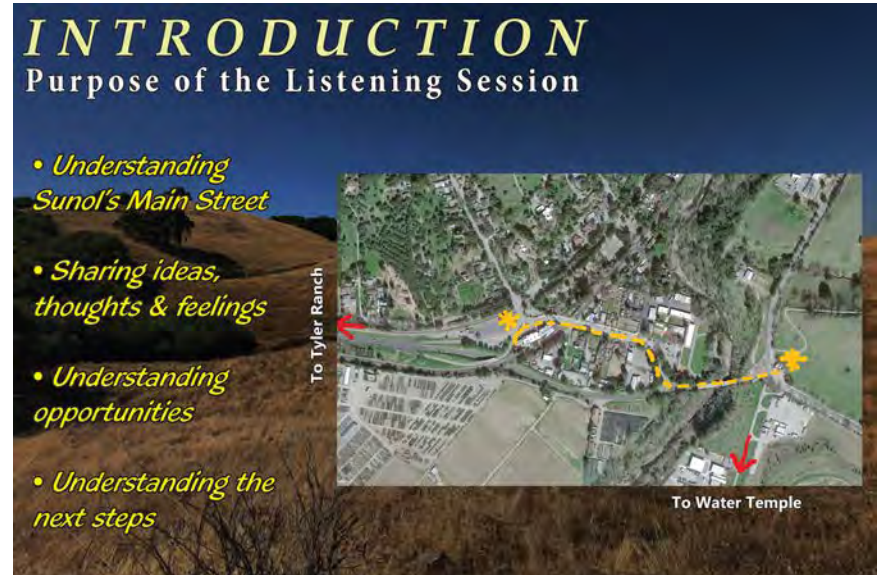 INTRODUCTION
Purpose of the Listening Session
• Understanding
Sunol's Main Street
• Sharing ideas,
thoughts & feelings
• Understanding
opportunities
• Understanding the
next steps
To Tyler Ranch
To Water Temple